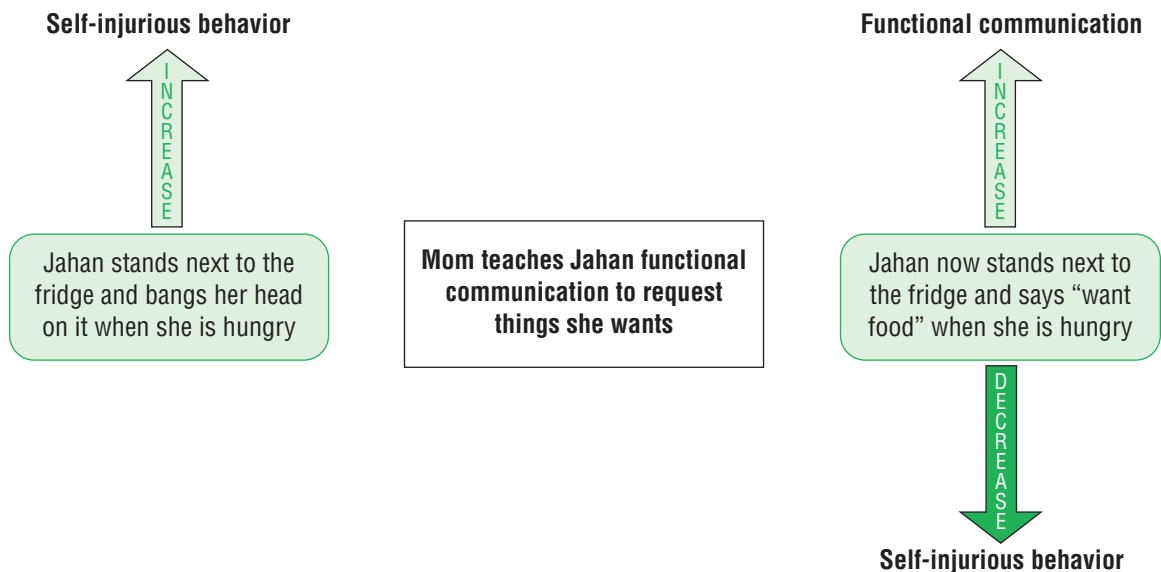 Self-injurious behavior
INCREASE
Jahan stands next to the
fridge and bangs her head
on it when she is hungry
Mom teaches Jahan functional
communication to request
things she wants
Functional communication
INCREASE
Jahan now stands next to
the fridge and says “want
food” when she is hungry
DECREASE
Self-injurious behavior